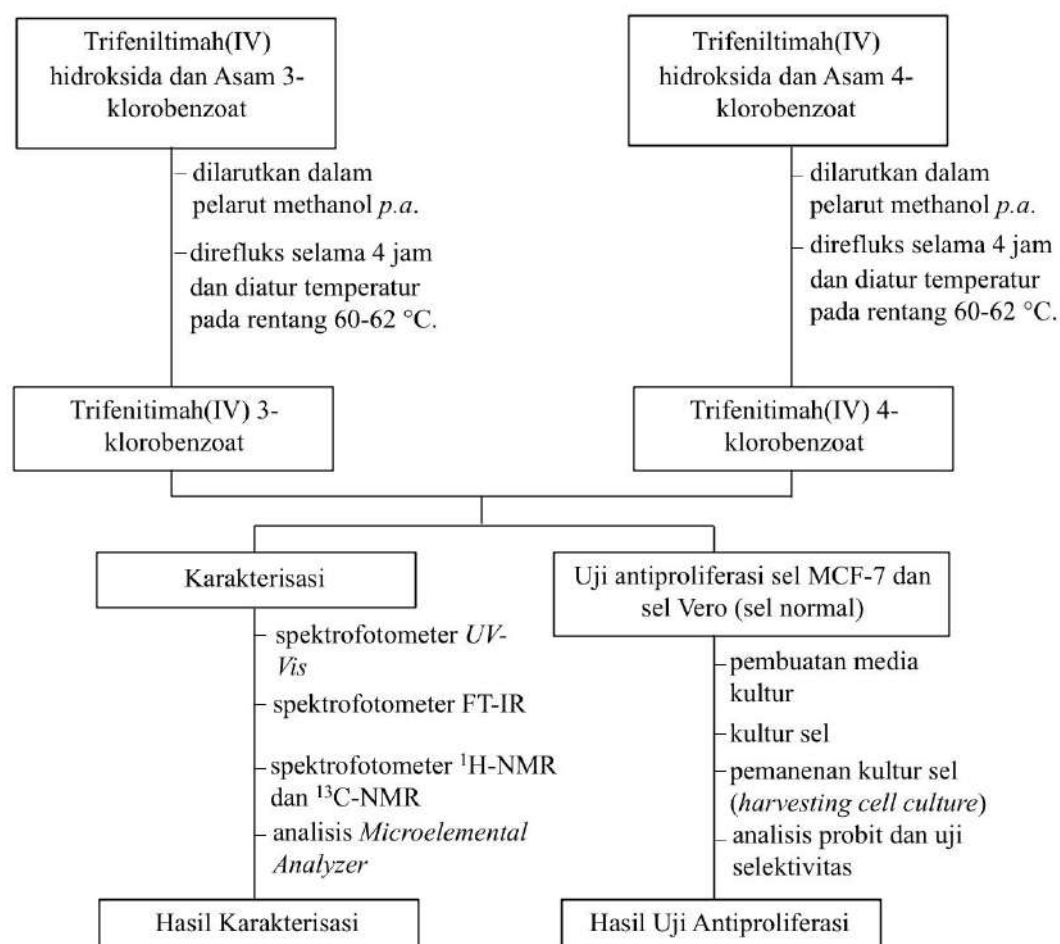 Trifeniltimah(IV)
hidroksida dan Asam 3-
klorobenzoat
Trifeniltimah(IV)
hidroksida dan Asam 4-
klorobenzoat
dilarutkan dalam
pelarut methanol p.a.
direfluks selama 4 jam
dan diatur temperatur
pada rentang 60-62 °C.
dilarutkan dalam
pelarut methanol p.a.
direfluks selama 4 jam
dan diatur temperatur
pada rentang 60-62 °C.
Trifenitimah(IV) 3-
klorobenzoat
Trifenitimah(IV) 4-
klorobenzoat
Karakterisasi
spektrofotometer UV-
Vis
spektrofotometer FT-IR
spektrofotometer ¹H-NMR
dan ¹³C-NMR
analisis Microelemental
Analyzer
Hasil Karakterisasi
Uji antiproliferasi sel MCF-7 dan
sel Vero (sel normal)
pembuatan media
kultur
kultur sel
pemanenan kultur sel
(harvesting cell culture)
analisis probit dan uji
selektivitas
Hasil Uji Antiproliferasi